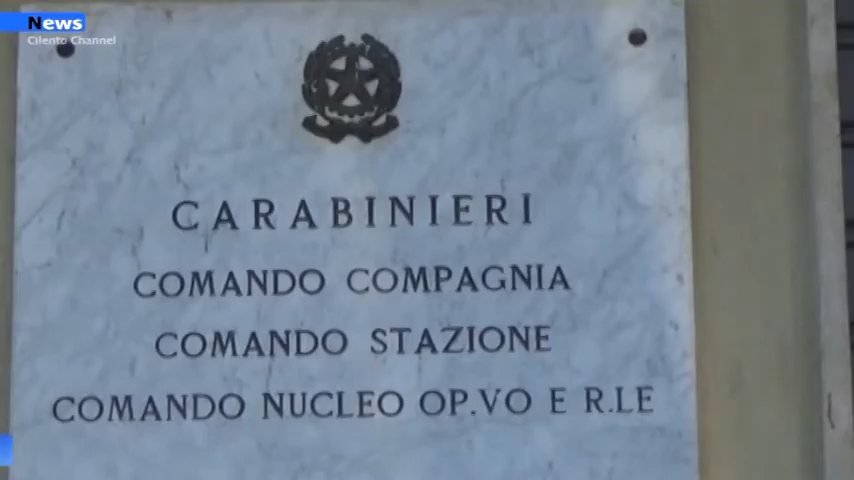 News
Cilento Channel
CARABINIERI
COMANDO COMPAGNIA
COMANDO STAZIONE
COMANDO NUCLEO OP.VO E R.LE